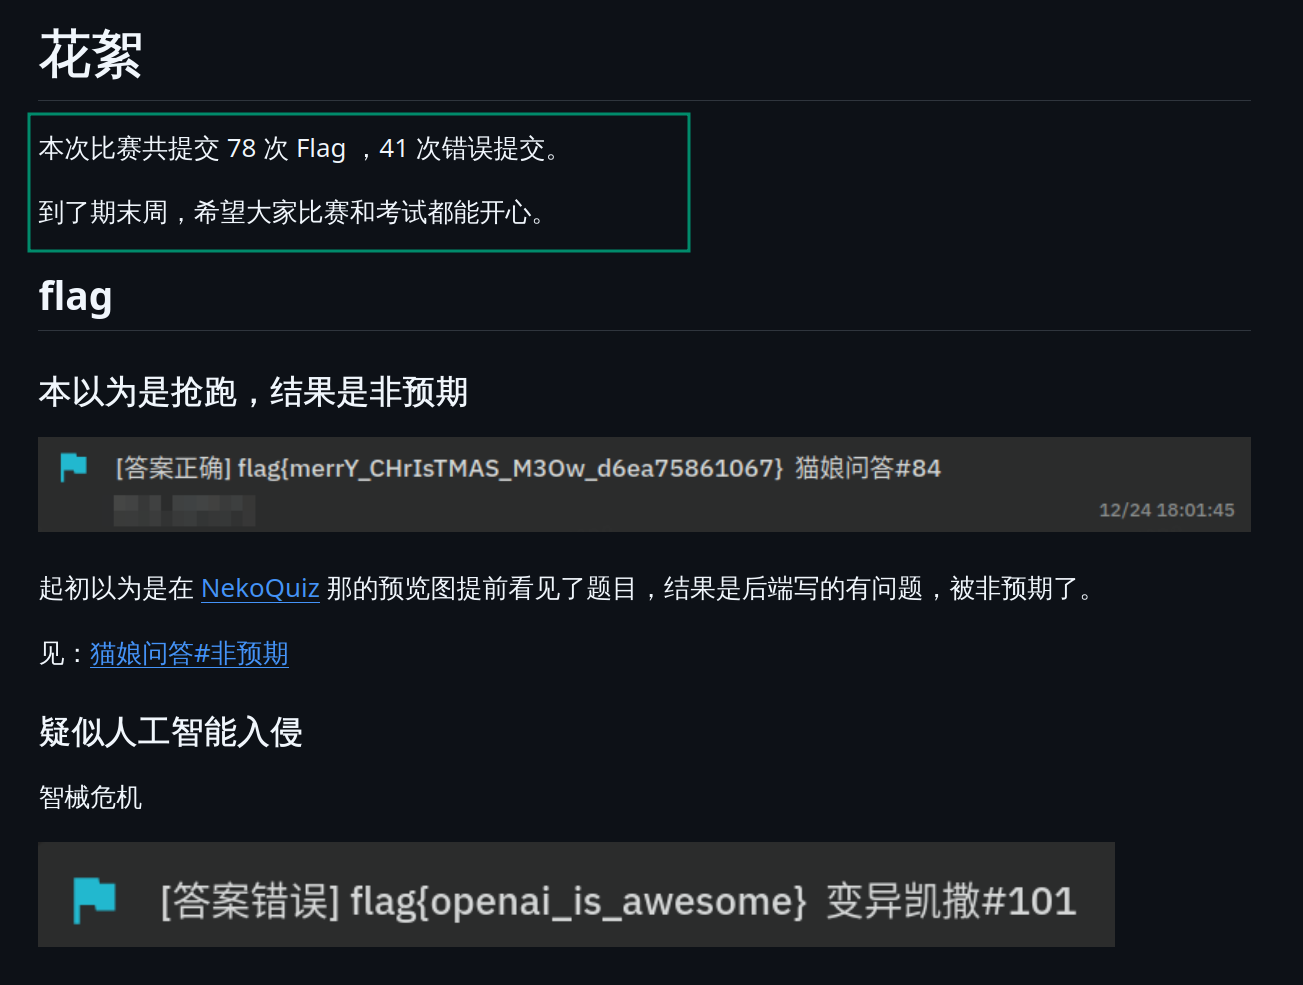 花絮
本次比赛共提交 78 次 Flag ，41 次错误提交。
到了期末周，希望大家比赛和考试都能开心。
flag
本以为是抢跑，结果是非预期
[答案正确] flag{merrY_CHrIsTMAS_M3Ow_d6ea75861067} 猫娘问答#84
12/24 18:01:45
起初以为是在 NekoQuiz 那的预览图提前看见了题目，结果是后端写的有问题，被非预期了。
见：猫娘问答#非预期
疑似人工智能入侵
智械危机
[答案错误] flag{openai_is_awesome} 变异凯撒#101